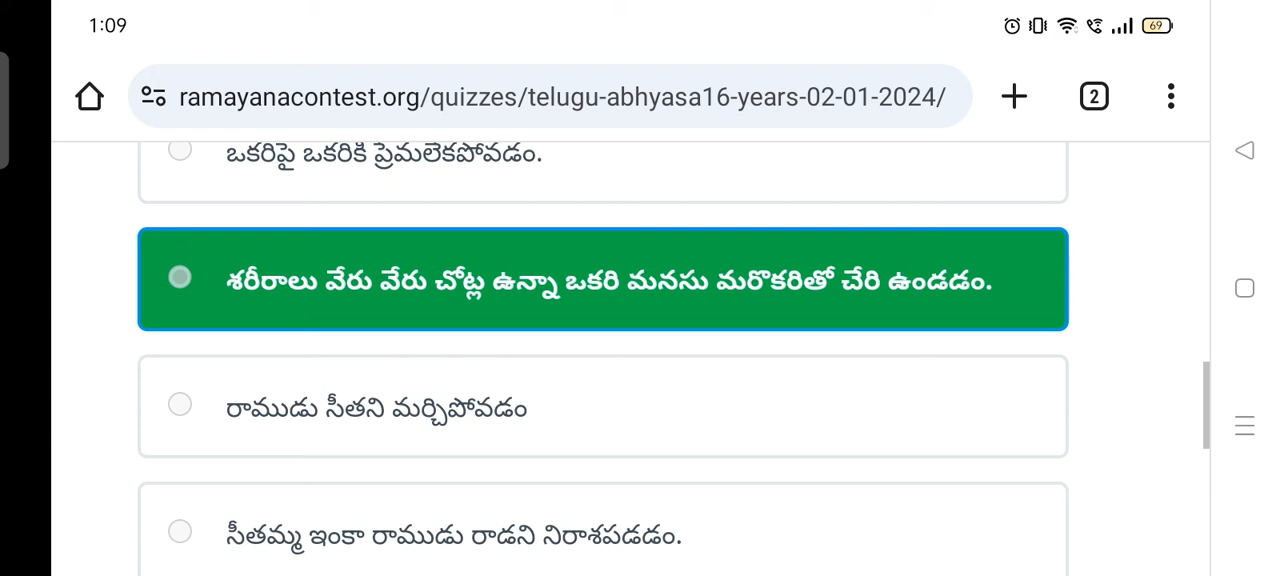 1:09
69
ramayanacontest.org/quizzes/telugu-abhyasa16-years-02-01-2024/
2
ఒకరిపై ఒకరికి ప్రేమలేకపోవడం.
శరీరాలు వేరు వేరు చోట్ల ఉన్నా ఒకరి మనసు మరొకరితో చేరి ఉండడం.
రాముడు సీతని మర్చిపోవడం
సీతమ్మ ఇంకా రాముడు రాడని నిరాశపడడం.